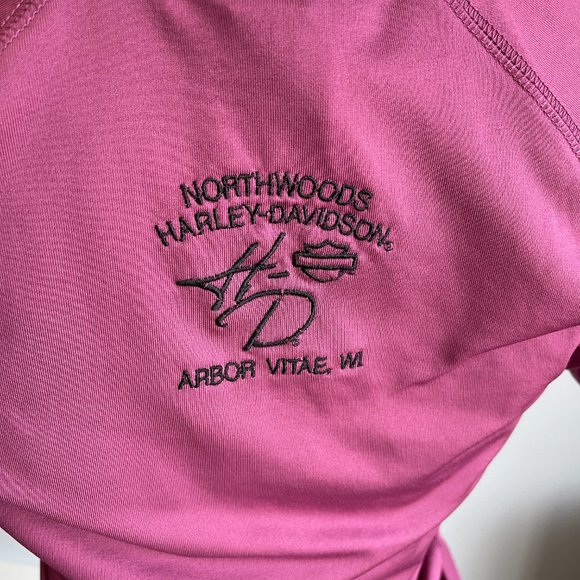 NORTHWOODS
HARLEY-DAVIDSON®
H-D®
ARBOR VITAE, WI